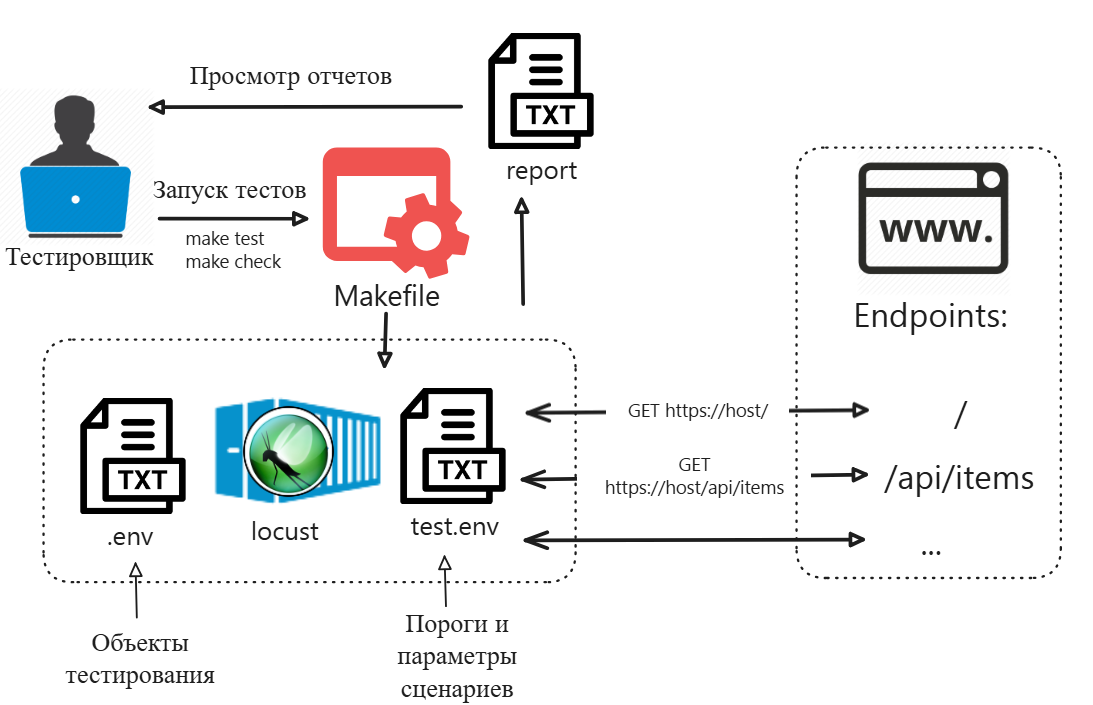 Просмотр отчетов
TXT
report
Запуск тестов
make test
make check
Тестировщик
Makefile
www.
Endpoints:
TXT
.env
locust
TXT
test.env
GET https://host/
/
GET
https://host/api/items
/api/items
...
Объекты
тестирования
Пороги и
параметры
сценариев